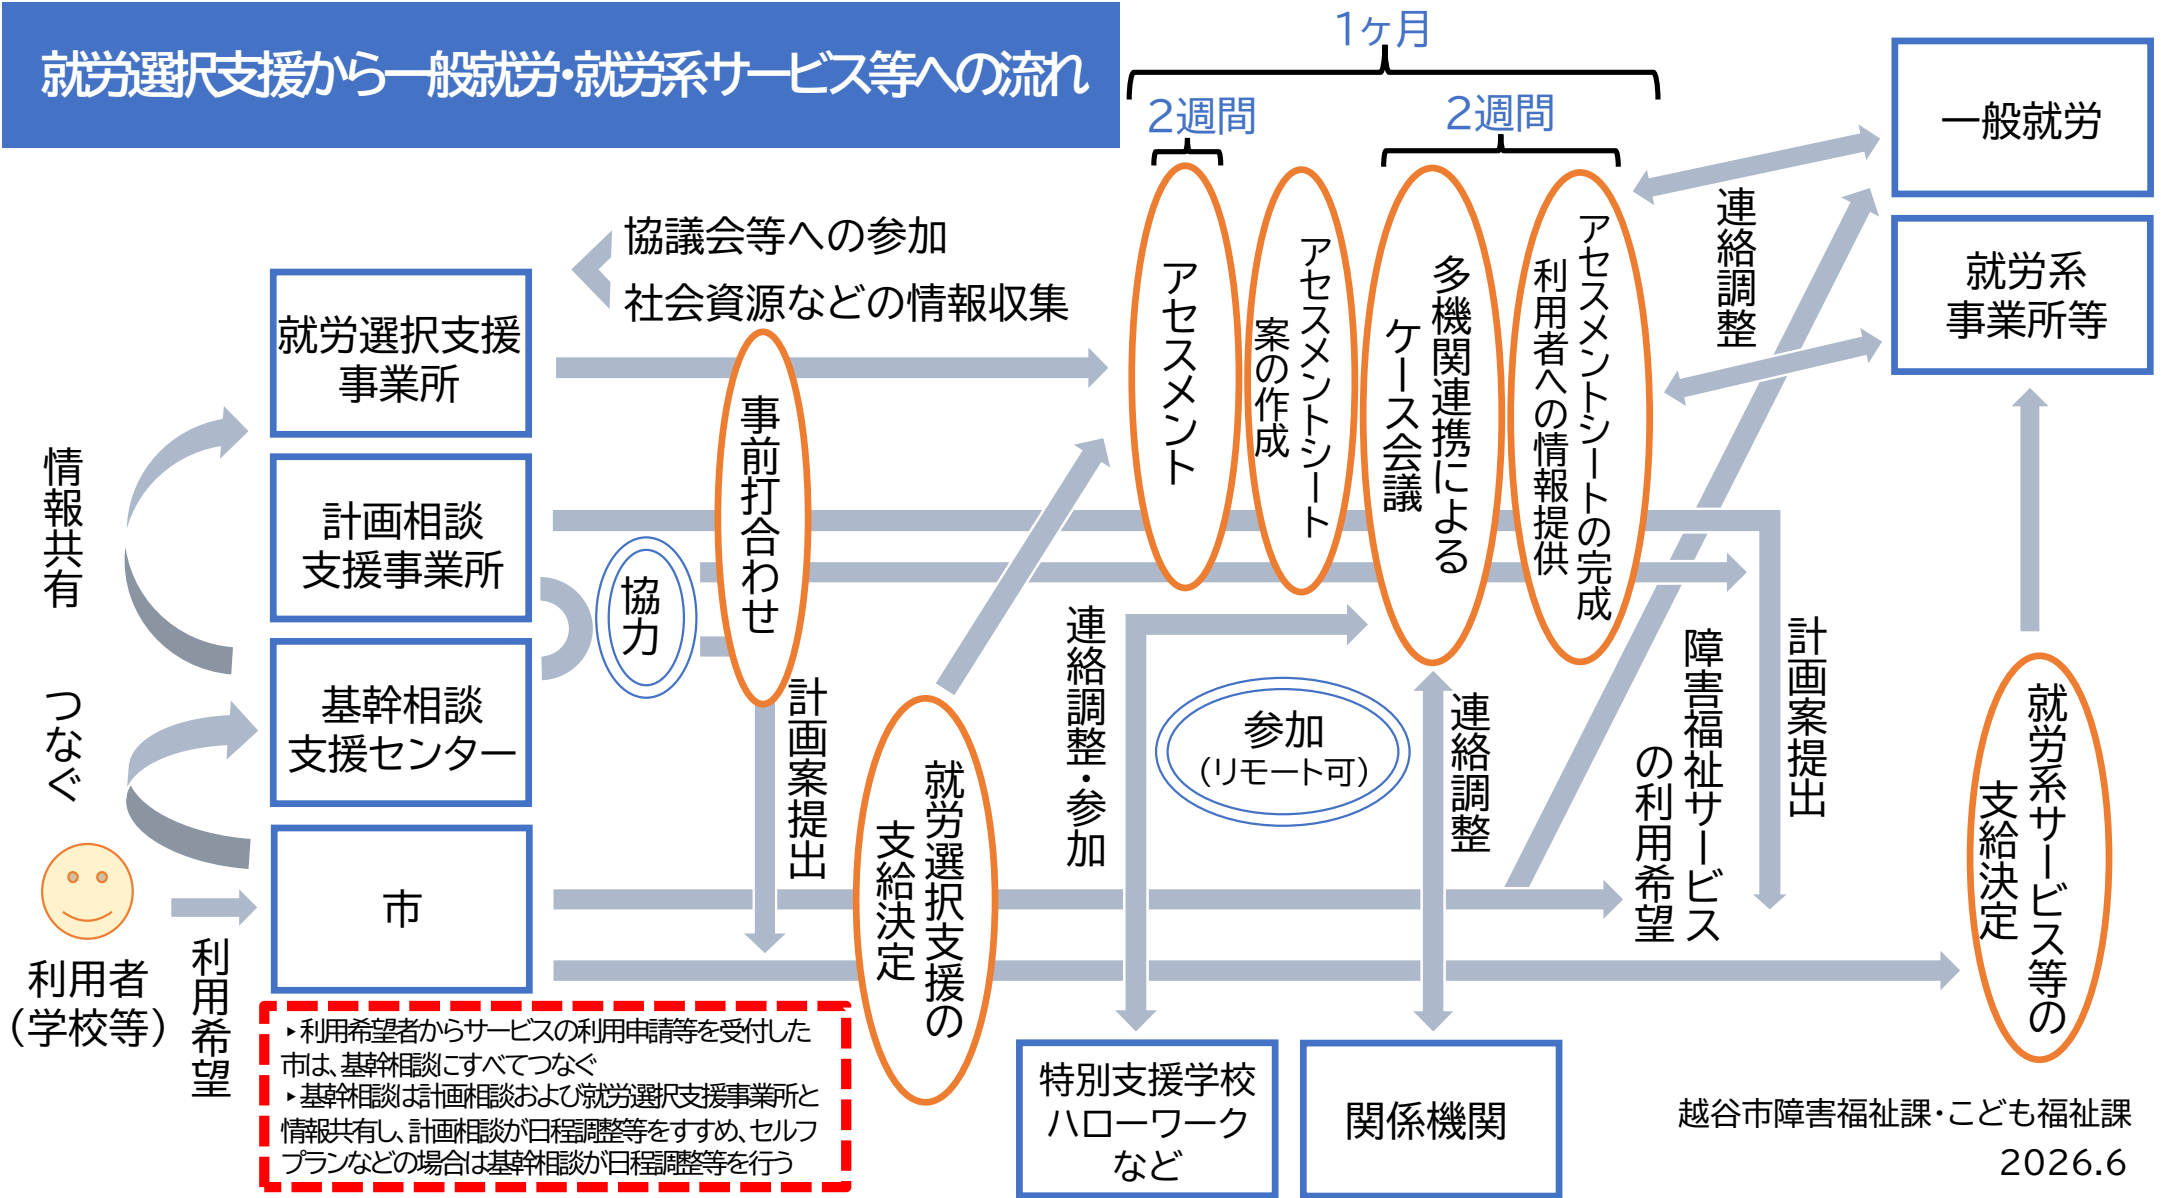 就労選択支援から一般就労・就労系サービス等への流れ
1ヶ月
2週間
2週間
協議会等への参加
社会資源などの情報収集
就労選択支援
事業所
計画相談
支援事業所
基幹相談
支援センター
市
情報共有
つなぐ
利用者
（学校等）
利用希望
協力
事前打合わせ
計画案提出
就労選択支援の
支給決定
アセスメント
アセスメントシート
案の作成
多機関連携による
ケース会議
アセスメントシートの完成
利用者への情報提供
連絡調整・参加
参加
（リモート可）
連絡調整
連絡調整
一般就労
就労系
事業所等
障害福祉サービス
の利用希望
計画案提出
就労系サービス等の
支給決定
特別支援学校
ハローワーク
など
関係機関
‣利用希望者からサービスの利用申請等を受付した
市は、基幹相談にすべてつなぐ
‣基幹相談は計画相談および就労選択支援事業所と
情報共有し、計画相談が日程調整等をすすめ、セルフ
プランなどの場合は基幹相談が日程調整等を行う
越谷市障害福祉課・こども福祉課
2026.6